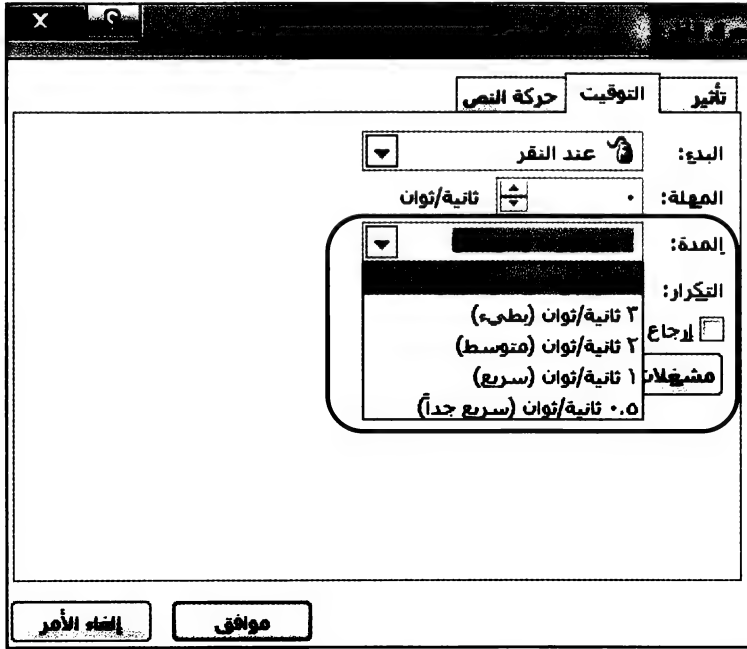 تأثير التوقيت حركة النص
البدء: عند النقر
المهلة: ٠ ثانية/ثوان
المدة:
التكرار:
٣ ثانية/ثوان (بطيء)
إرجاع
٢ ثانية/ثوان (متوسط)
مشغلات
١ ثانية/ثوان (سريع)
٠.٥ ثانية/ثوان (سريع جداً)
موافق إلغاء الأمر